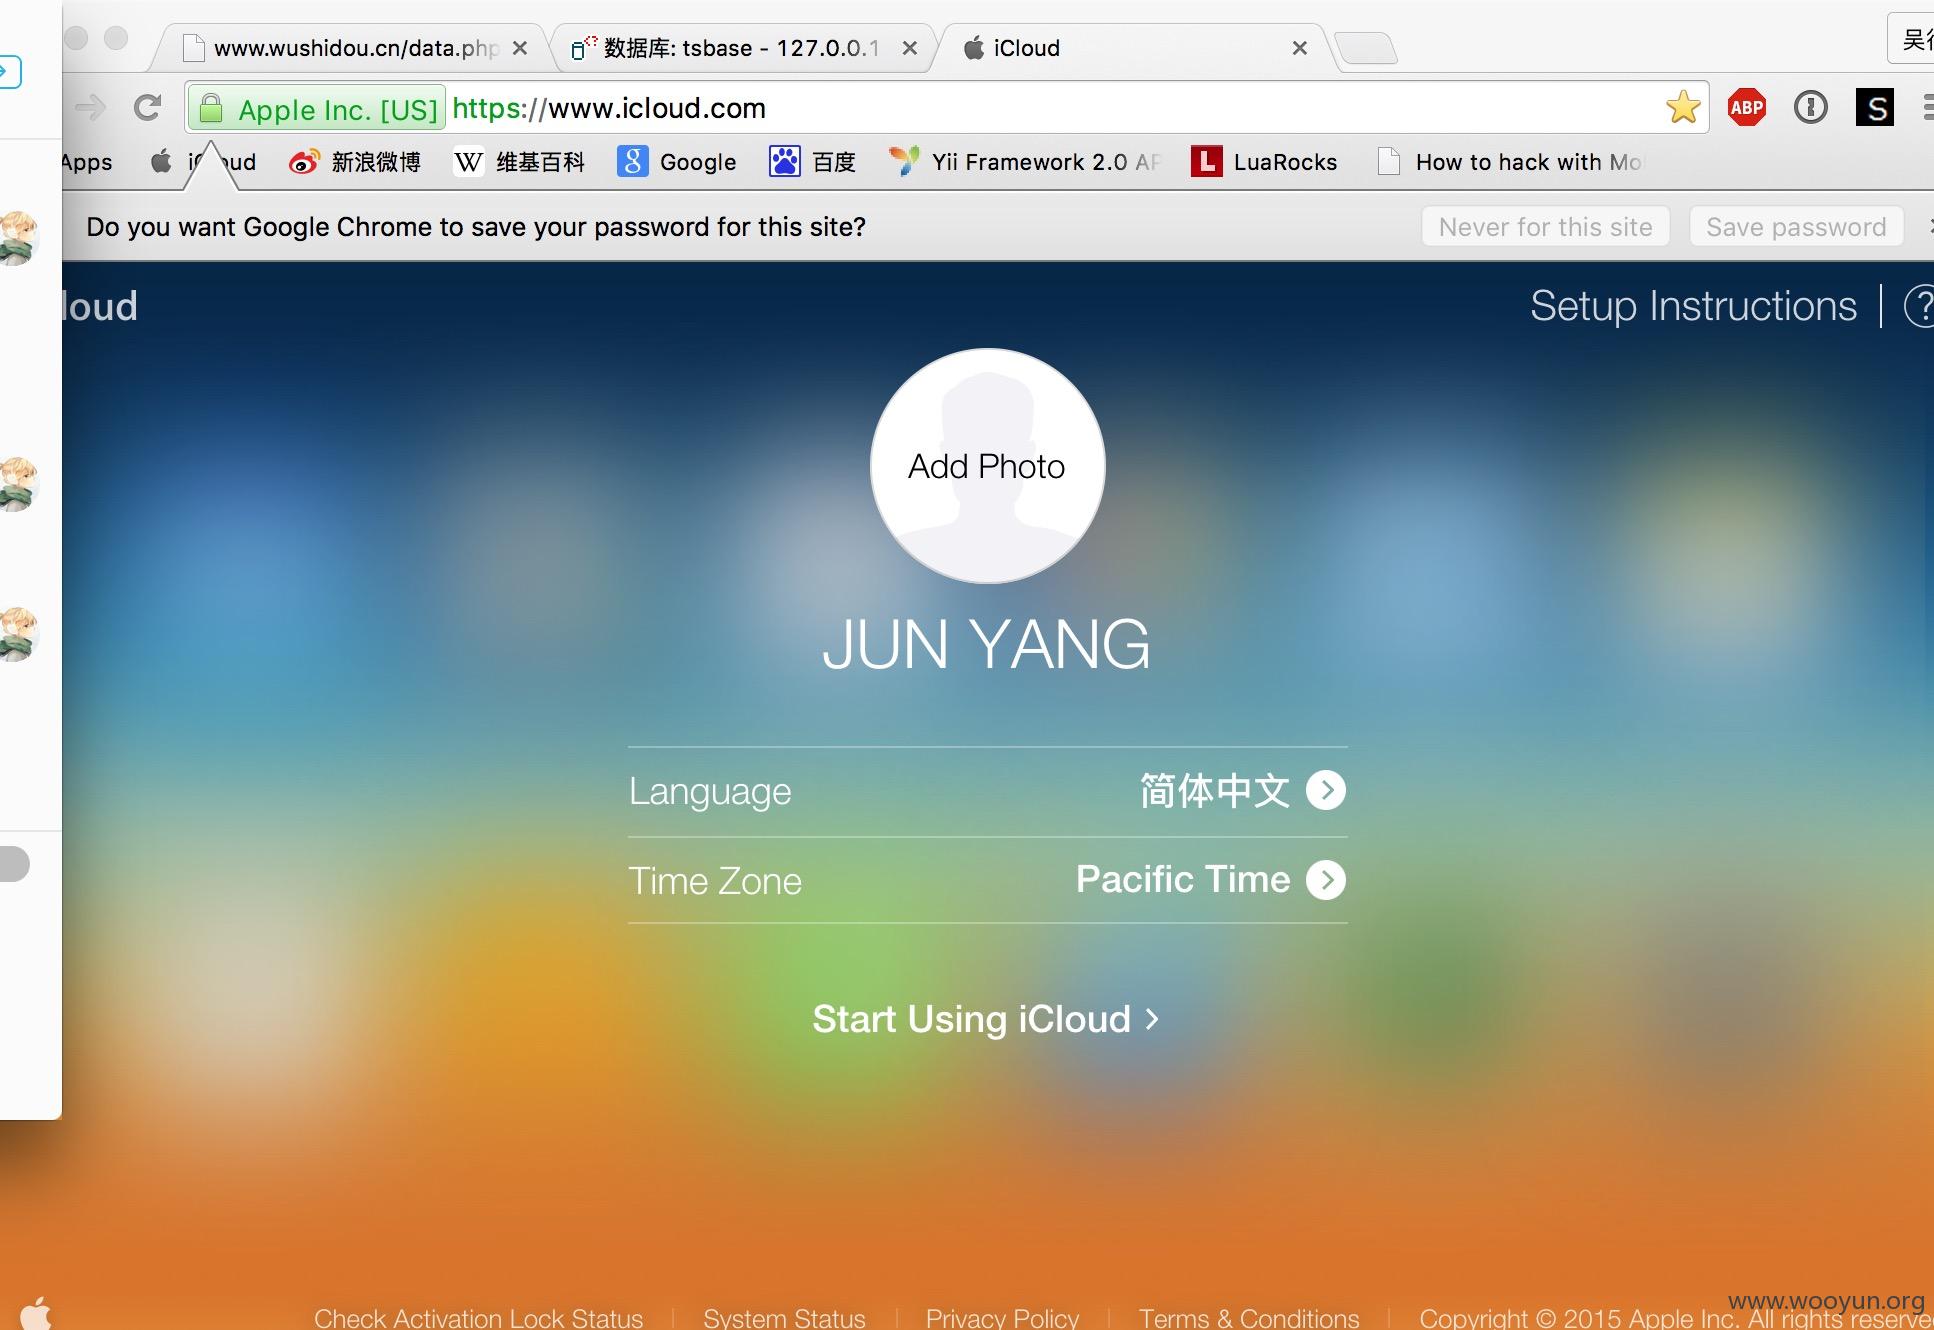 www.wushidou.cn/data.php
数据库: tsbase - 127.0.0.1
iCloud
Apple Inc. [US] https://www.icloud.com
ABP
S
Apps
新浪微博
W 维基百科
Google
百度
Yii Framework 2.0 AP
L LuaRocks
How to hack with Mo
Do you want Google Chrome to save your password for this site?
Never for this site
Save password
loud
Setup Instructions
Add Photo
JUN YANG
Language 简体中文
Time Zone Pacific Time
Start Using iCloud
www.wooyun.org
Check Activation Lock Status System Status Privacy Policy Terms & Conditions Copyright © 2015 Apple Inc. All rights reserve